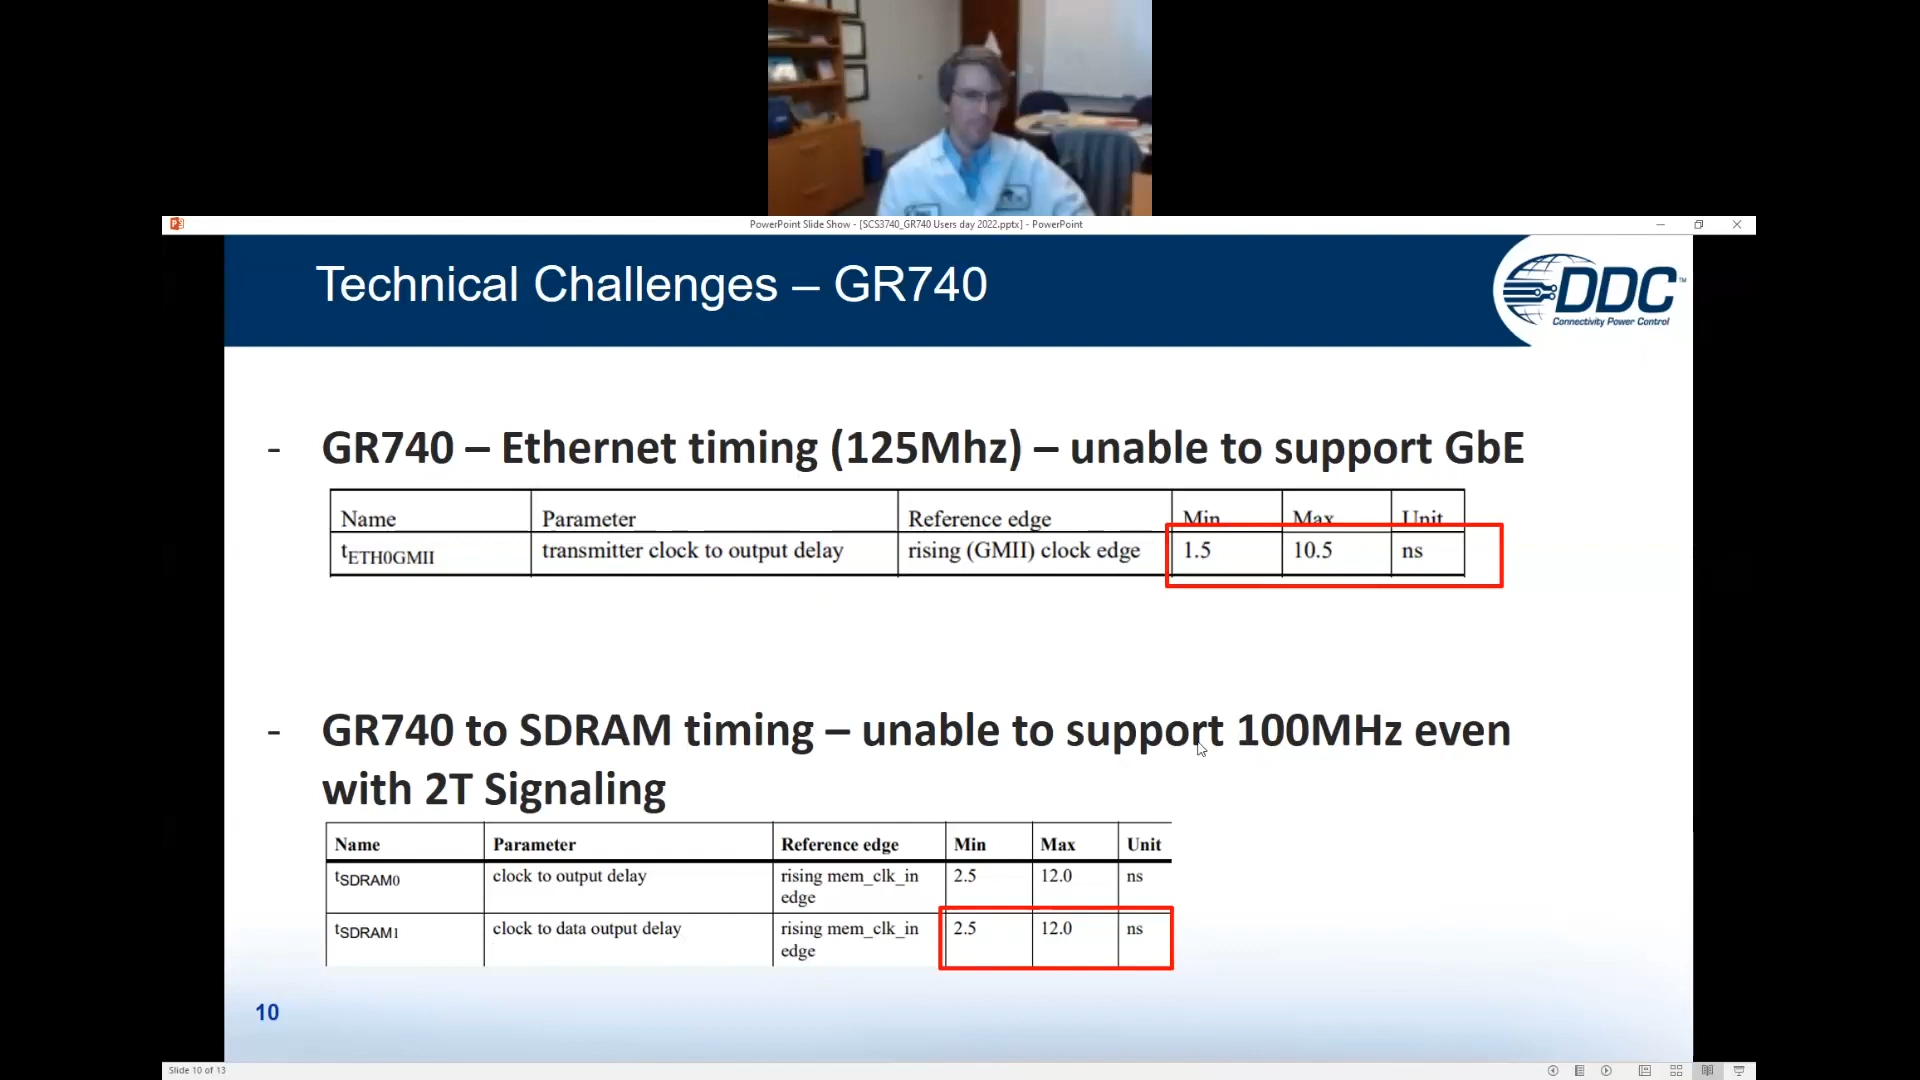 PowerPoint Slide Show - [SCS3740_GR740 Users day 2022.pptx] - PowerPoint
Technical Challenges – GR740
DDC™
Connectivity Power Control
- GR740 – Ethernet timing (125Mhz) – unable to support GbE
Name Parameter Reference edge Min Max Unit
tETH0GMII transmitter clock to output delay rising (GMII) clock edge 1.5 10.5 ns
- GR740 to SDRAM timing – unable to support 100MHz even
with 2T Signaling
Name Parameter Reference edge Min Max Unit
tSDRAM0 clock to output delay rising mem_clk_in 2.5 12.0 ns
edge
tSDRAM1 clock to data output delay rising mem_clk_in 2.5 12.0 ns
edge
10
Slide 10 of 13